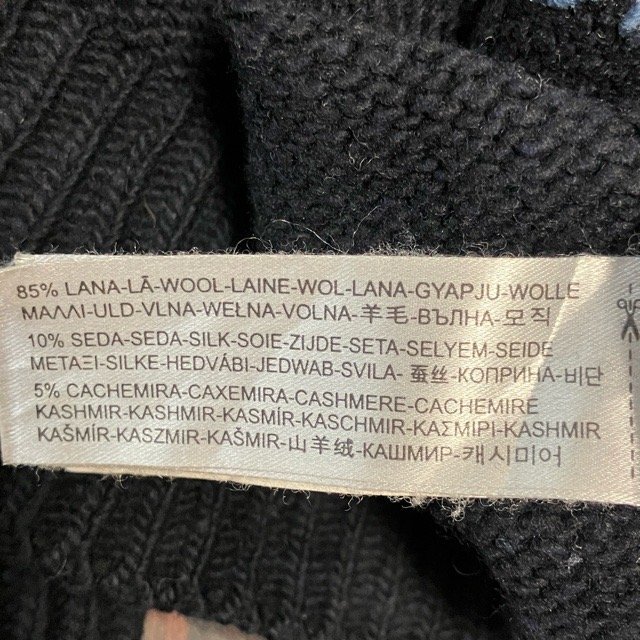 85% LANA-LÃ-WOOL-LAINE-WOL-LANA-GYAPJU-WOLLE
ΜΑΛΛΙ-ULD-VLNA-WEŁNA-VOLNA-羊毛-ВЪЛНА-모직
10% SEDA-SEDA-SILK-SOIE-ZIJDE-SETA-SELYEM-SEIDE
ΜΕΤΑΞΙ-SILKE-HEDVÁBI-JEDWAB-SVILA- 蚕丝-КОПРИНА-비단
5% CACHEMIRA-CAXEMIRA-CASHMERE-CACHEMIRE
KASHMIR-KASHMIR-KASMÍR-KASCHMIR-ΚΑΣΜΙΡΙ-KASHMIR
KAŠMÍR-KASZMIR-KAŠMIR-山羊绒-КАШМИР-캐시미어